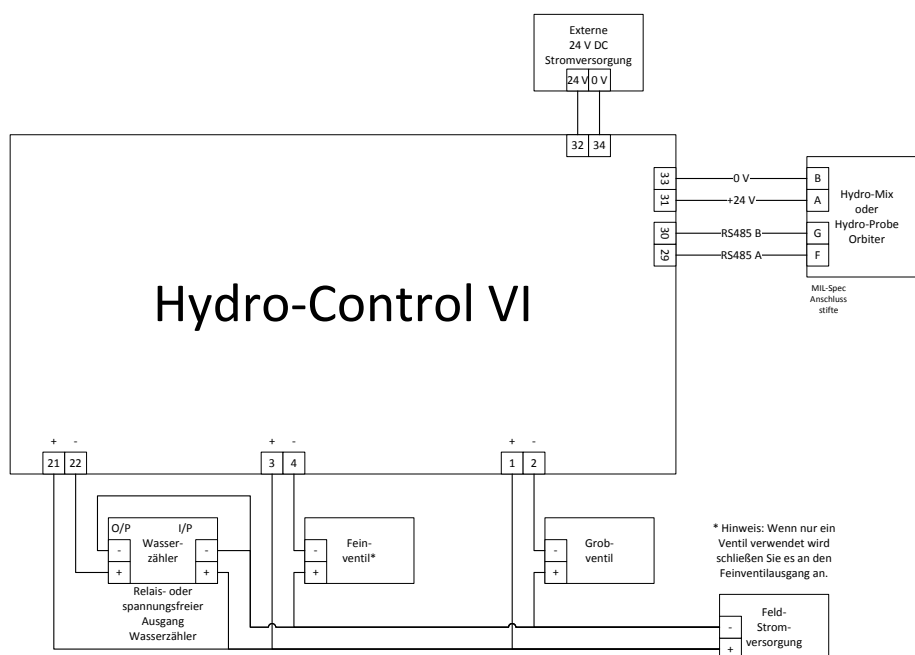 Externe
24 V DC
Stromversorgung
24 V 0 V
32 34
33 0 V B
31 +24 V A
30 RS485 B G
29 RS485 A F
Hydro-Mix
oder
Hydro-Probe
Orbiter
MIL-Spec
Anschluss
stifte
Hydro-Control VI
+ - + - + -
21 22 3 4 1 2
O/P I/P
Wasser-
zähler
- -
+ +
Relais- oder
spannungsfreier
Ausgang
Wasserzähler
Fein-
ventil*
-
+
Grob-
ventil
-
+
* Hinweis: Wenn nur ein
Ventil verwendet wird
schließen Sie es an den
Feinventilausgang an.
Feld-
Strom-
versorgung
-
+